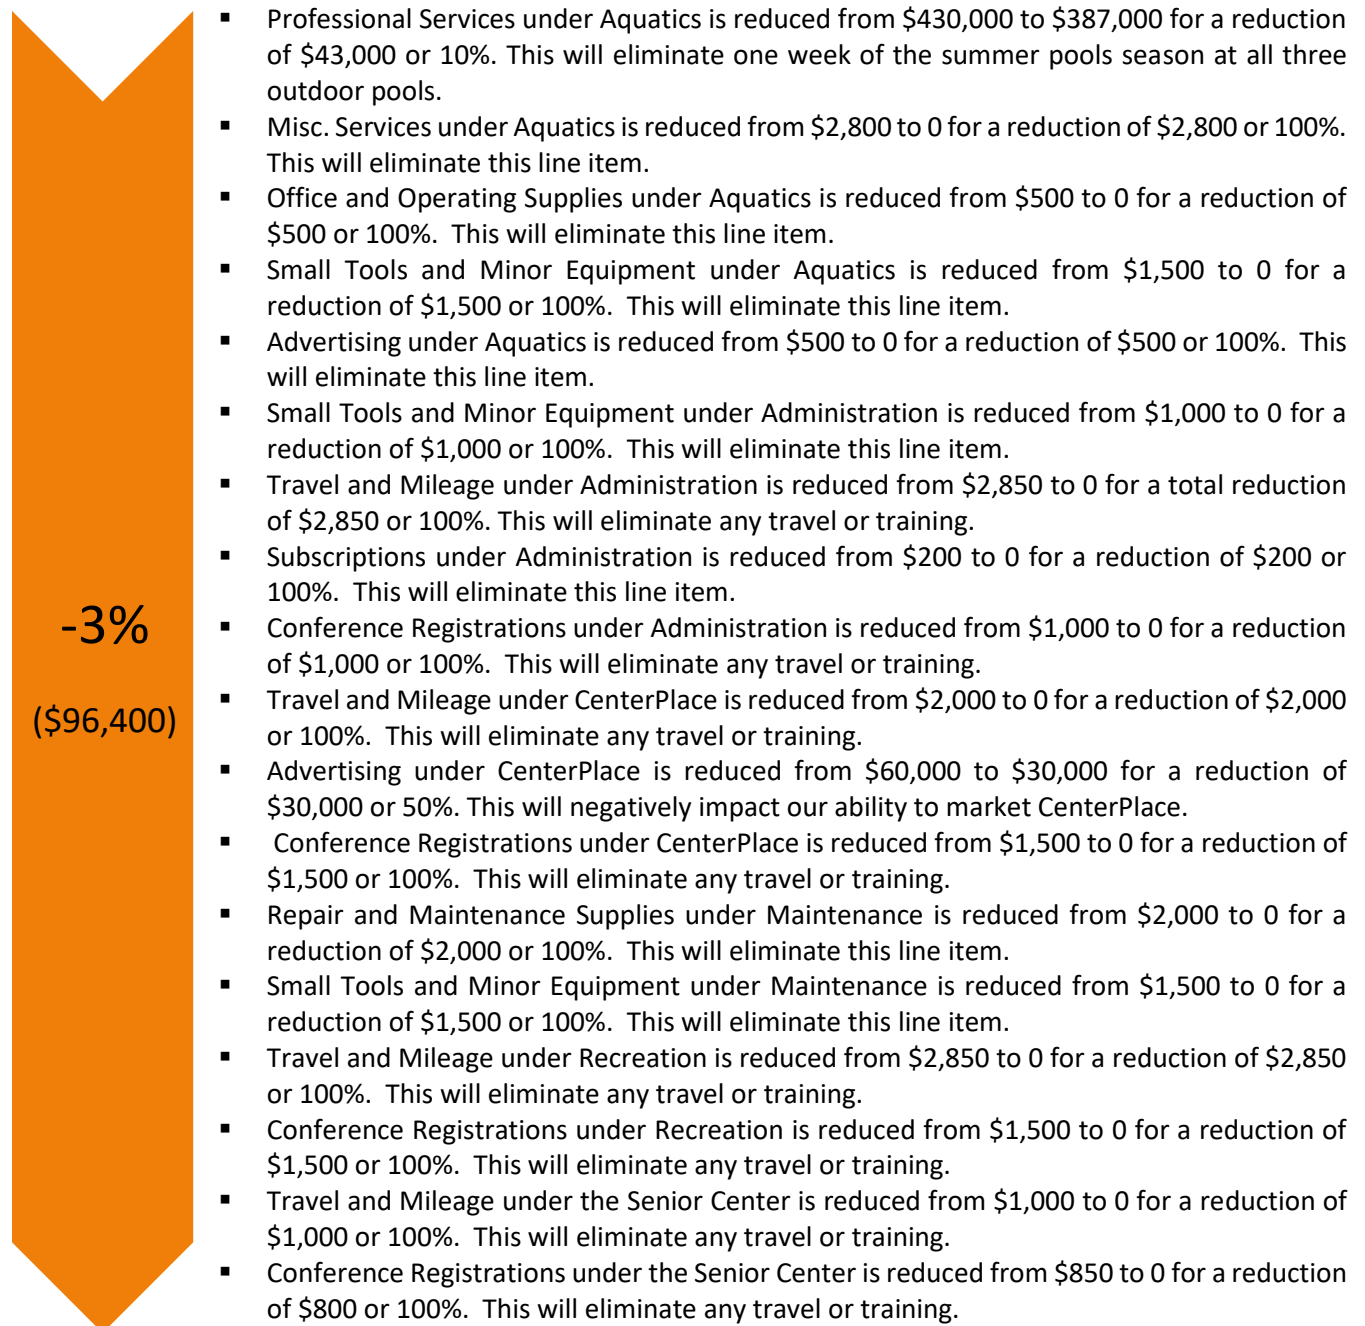 -3%
($96,400)
▪ Professional Services under Aquatics is reduced from $430,000 to $387,000 for a reduction
of $43,000 or 10%. This will eliminate one week of the summer pools season at all three
outdoor pools.
▪ Misc. Services under Aquatics is reduced from $2,800 to 0 for a reduction of $2,800 or 100%.
This will eliminate this line item.
▪ Office and Operating Supplies under Aquatics is reduced from $500 to 0 for a reduction of
$500 or 100%. This will eliminate this line item.
▪ Small Tools and Minor Equipment under Aquatics is reduced from $1,500 to 0 for a
reduction of $1,500 or 100%. This will eliminate this line item.
▪ Advertising under Aquatics is reduced from $500 to 0 for a reduction of $500 or 100%. This
will eliminate this line item.
▪ Small Tools and Minor Equipment under Administration is reduced from $1,000 to 0 for a
reduction of $1,000 or 100%. This will eliminate this line item.
▪ Travel and Mileage under Administration is reduced from $2,850 to 0 for a total reduction
of $2,850 or 100%. This will eliminate any travel or training.
▪ Subscriptions under Administration is reduced from $200 to 0 for a reduction of $200 or
100%. This will eliminate this line item.
▪ Conference Registrations under Administration is reduced from $1,000 to 0 for a reduction
of $1,000 or 100%. This will eliminate any travel or training.
▪ Travel and Mileage under CenterPlace is reduced from $2,000 to 0 for a reduction of $2,000
or 100%. This will eliminate any travel or training.
▪ Advertising under CenterPlace is reduced from $60,000 to $30,000 for a reduction of
$30,000 or 50%. This will negatively impact our ability to market CenterPlace.
▪ Conference Registrations under CenterPlace is reduced from $1,500 to 0 for a reduction of
$1,500 or 100%. This will eliminate any travel or training.
▪ Repair and Maintenance Supplies under Maintenance is reduced from $2,000 to 0 for a
reduction of $2,000 or 100%. This will eliminate this line item.
▪ Small Tools and Minor Equipment under Maintenance is reduced from $1,500 to 0 for a
reduction of $1,500 or 100%. This will eliminate this line item.
▪ Travel and Mileage under Recreation is reduced from $2,850 to 0 for a reduction of $2,850
or 100%. This will eliminate any travel or training.
▪ Conference Registrations under Recreation is reduced from $1,500 to 0 for a reduction of
$1,500 or 100%. This will eliminate any travel or training.
▪ Travel and Mileage under the Senior Center is reduced from $1,000 to 0 for a reduction of
$1,000 or 100%. This will eliminate any travel or training.
▪ Conference Registrations under the Senior Center is reduced from $850 to 0 for a reduction
of $800 or 100%. This will eliminate any travel or training.